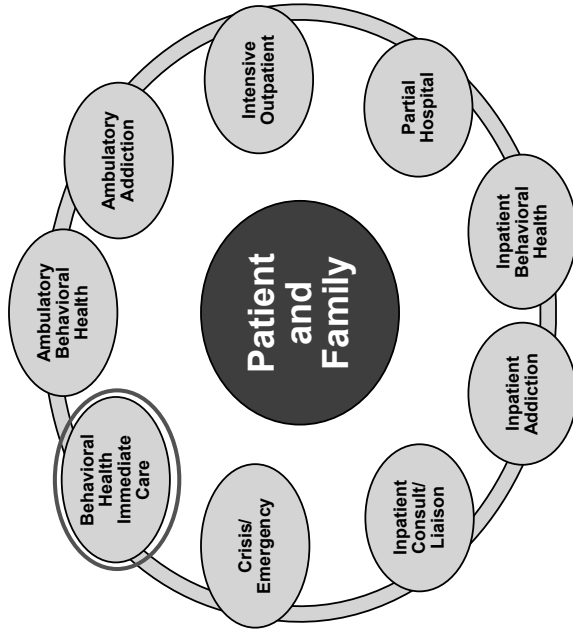 Patient
and
Family
Ambulatory
Behavioral
Health
Ambulatory
Addiction
Intensive
Outpatient
Partial
Hospital
Inpatient
Behavioral
Health
Inpatient
Addiction
Inpatient
Consult/
Liaison
Crisis/
Emergency
Behavioral
Health
Immediate
Care